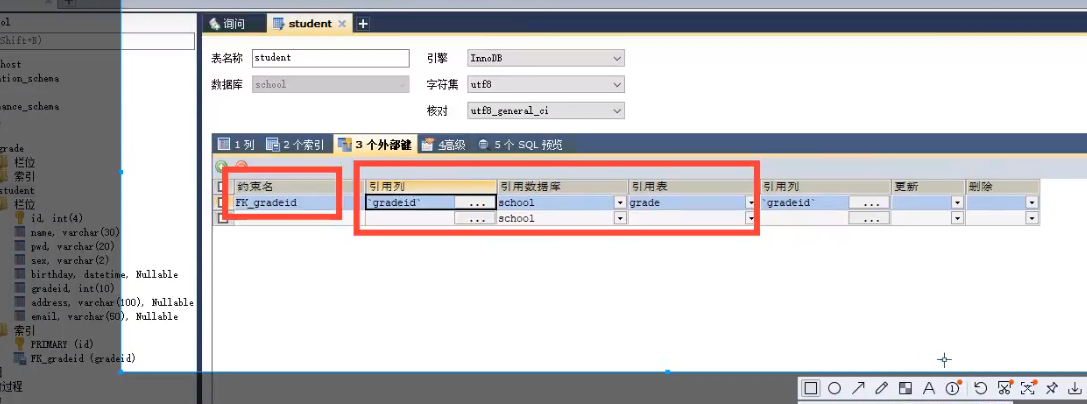 ol
Shift+B)
host
ation_schema
ance_schema
grade
栏位
索引
student
栏位
id, int(4)
name, varchar(30)
pwd, varchar(20)
sex, varchar(2)
birthday, datetime, Nullable
gradeid, int(10)
address, varchar(100), Nullable
email, varchar(50), Nullable
索引
PRIMARY (id)
FK_gradeid (gradeid)
过程
询问 student
表名称 student 引擎 InnoDB
数据库 school 字符集 utf8
核对 utf8_general_ci
1 列 2 个索引 3 个外部键 4高级 5 个 SQL 预览
约束名 引用列 引用数据库 引用表 引用列 更新 删除
FK_gradeid `gradeid` ... school grade `gradeid` ...
... school ...